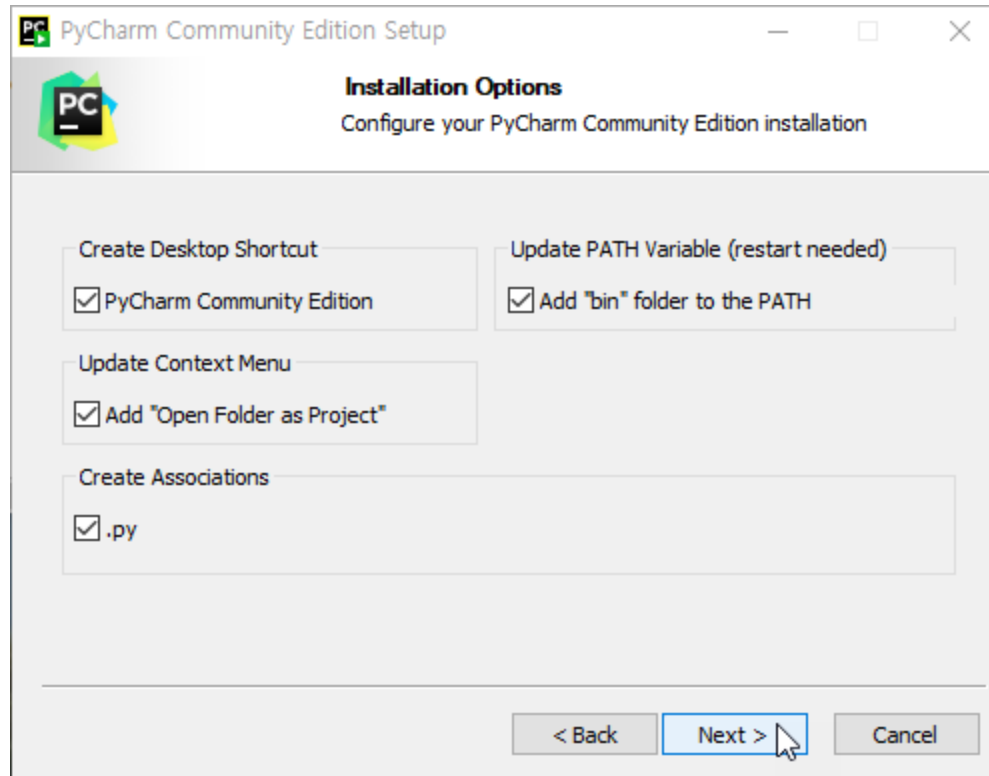 PyCharm Community Edition Setup
PC
Installation Options
Configure your PyCharm Community Edition installation
Create Desktop Shortcut
PyCharm Community Edition
Update PATH Variable (restart needed)
Add "bin" folder to the PATH
Update Context Menu
Add "Open Folder as Project"
Create Associations
.py
< Back
Next >
Cancel